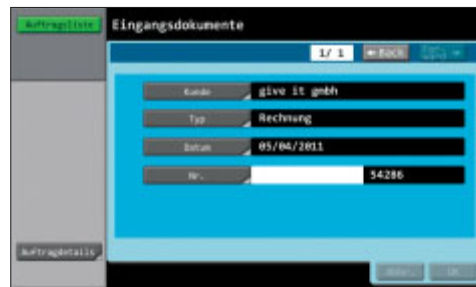 Auftragsliste
Eingangsdokumente
1/ 1
Back
Kunde
give it gmbh
Typ
Rechnung
Datum
05/04/2011
Nr.
54286
Auftragdetails
OK